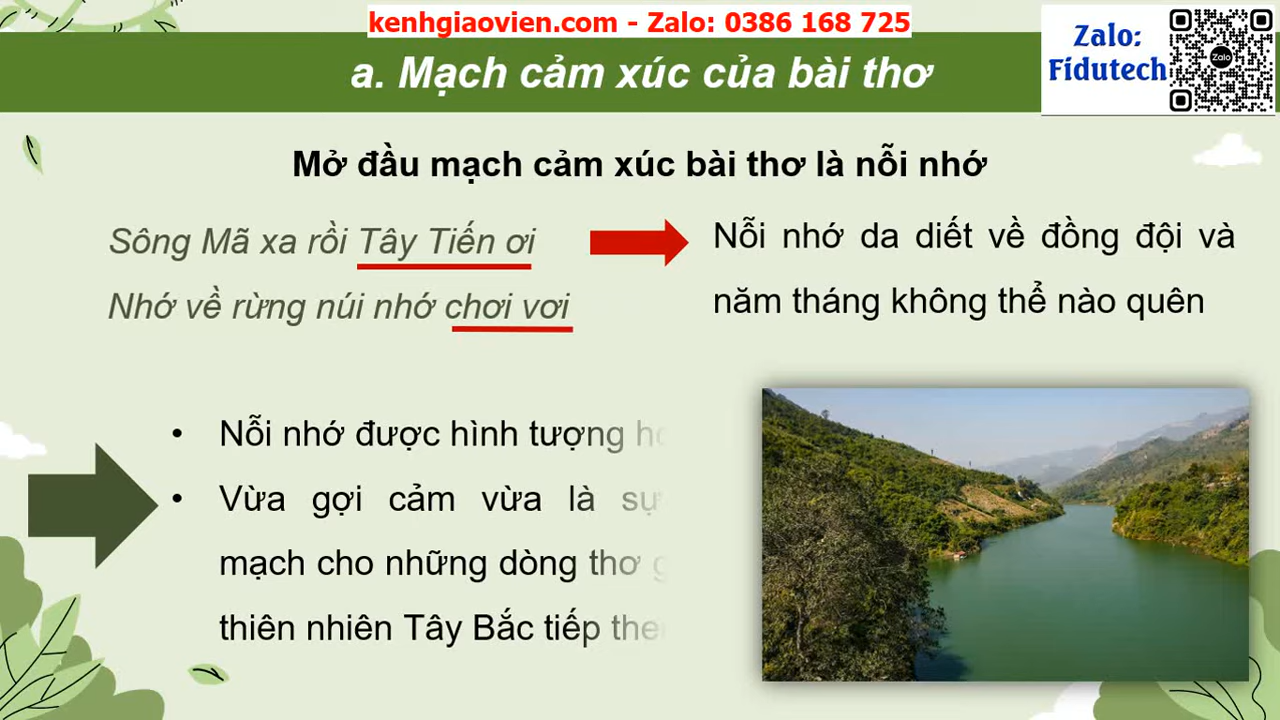 kenhgiaovien.com - Zalo: 0386 168 725
Zalo:
Fidutech
Zalo
a. Mạch cảm xúc của bài thơ
Mở đầu mạch cảm xúc bài thơ là nỗi nhớ
Sông Mã xa rồi Tây Tiến ơi
Nhớ về rừng núi nhớ chơi vơi
Nỗi nhớ da diết về đồng đội và
năm tháng không thể nào quên
• Nỗi nhớ được hình tượng
• Vừa gợi cảm vừa là sự
mạch cho những dòng thơ
thiên nhiên Tây Bắc tiếp